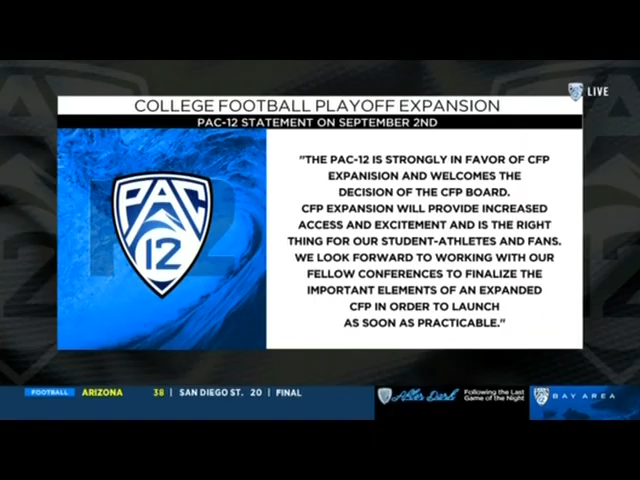 LIVE
COLLEGE FOOTBALL PLAYOFF EXPANSION
PAC-12 STATEMENT ON SEPTEMBER 2ND
PAC
12
"THE PAC-12 IS STRONGLY IN FAVOR OF CFP
EXPANISION AND WELCOMES THE
DECISION OF THE CFP BOARD.
CFP EXPANSION WILL PROVIDE INCREASED
ACCESS AND EXCITEMENT AND IS THE RIGHT
THING FOR OUR STUDENT-ATHLETES AND FANS.
WE LOOK FORWARD TO WORKING WITH OUR
FELLOW CONFERENCES TO FINALIZE THE
IMPORTANT ELEMENTS OF AN EXPANDED
CFP IN ORDER TO LAUNCH
AS SOON AS PRACTICABLE."
FOOTBALL ARIZONA 38 | SAN DIEGO ST. 20 | FINAL
After Dark
Following the Last
Game of the Night
PAC
12
BAY AREA